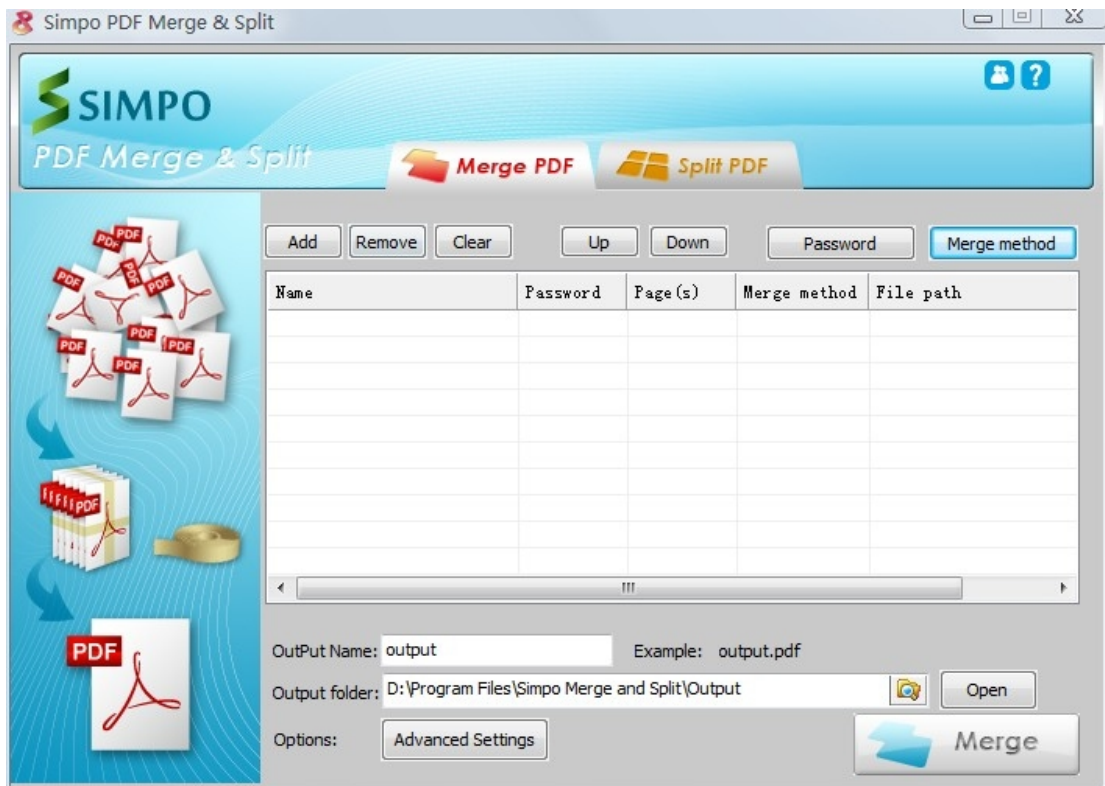 Simpo PDF Merge & Split
SIMPO
PDF Merge & Split
Merge PDF
Split PDF
Add Remove Clear Up Down Password Merge method
Name Password Page(s) Merge method File path
PDF
PDF
PDF
PDF
PDF
PDF
PDF
PDF
PDF
OutPut Name: output Example: output.pdf
Output folder: D:\Program Files\Simpo Merge and Split\Output Open
PDF
Options: Advanced Settings Merge